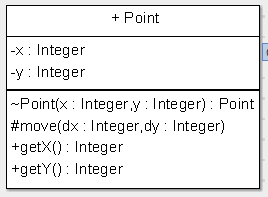 + Point
-x : Integer
-y : Integer
~Point(x : Integer,y : Integer) : Point
#move(dx : Integer,dy : Integer)
+getX() : Integer
+getY() : Integer